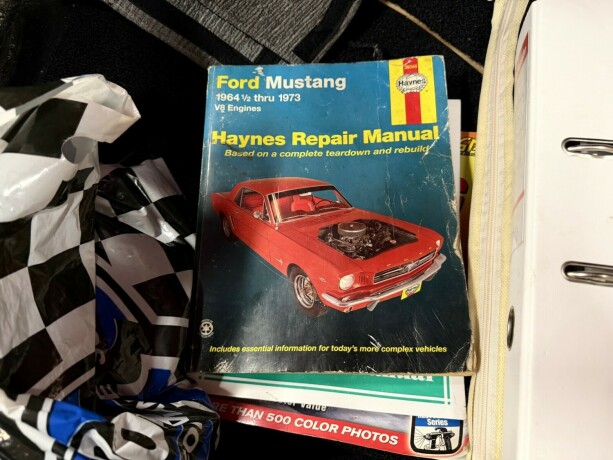 Ford Mustang
1964 ½ thru 1973
V8 Engines
Haynes
Haynes Repair Manual
Based on a complete teardown and rebuild
Includes essential information for today's more complex vehicles
Value
THAN 500 COLOR PHOTOS
Series